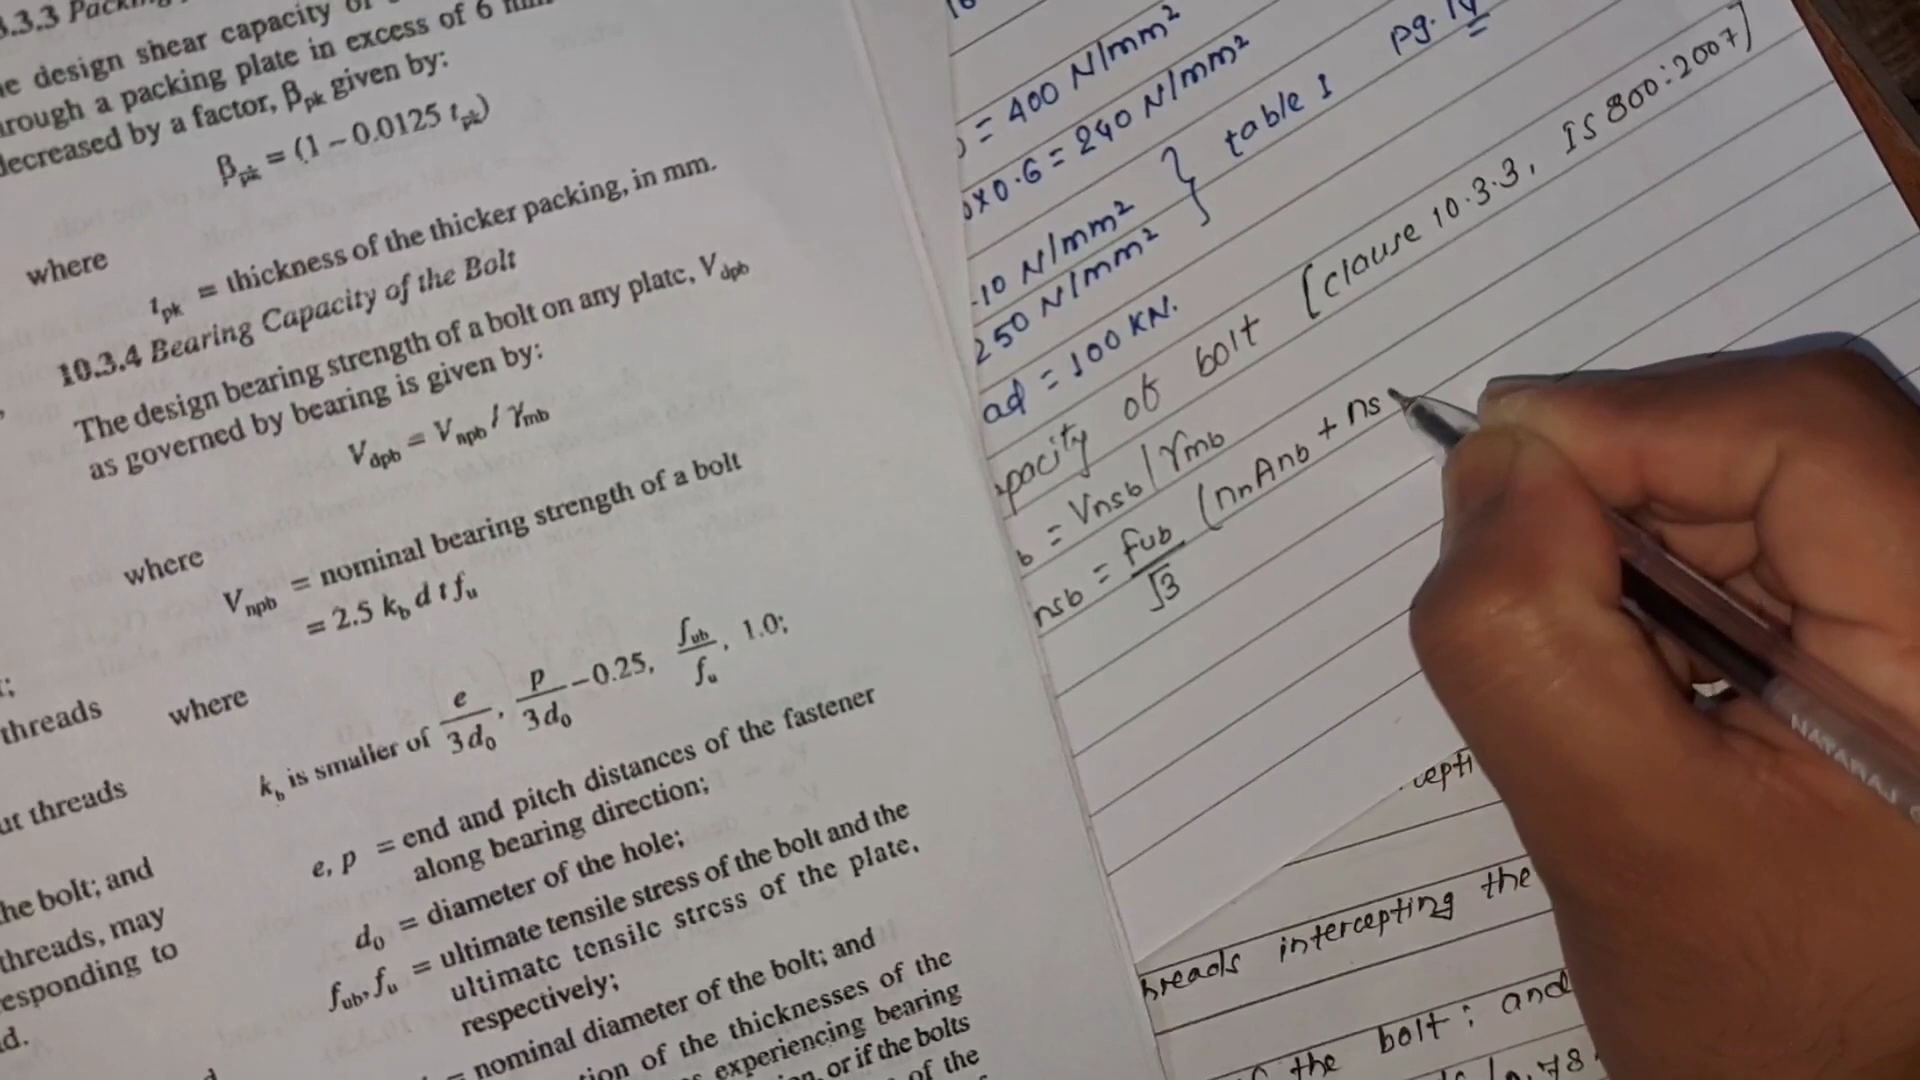 3.3.3 Packing
design shear capacity of
through a packing plate in excess of 6 mm
decreased by a factor, βpk given by:
βpk = (1 – 0.0125 tpk)
where
tpk = thickness of the thicker packing, in mm.
10.3.4 Bearing Capacity of the Bolt
The design bearing strength of a bolt on any plate, Vdpb
as governed by bearing is given by:
Vdpb = Vnpb / γmb
where
Vnpb = nominal bearing strength of a bolt
= 2.5 kb d t fu
where
kb is smaller of e/3d0, p/3d0 – 0.25, fub/fu, 1.0;
e, p = end and pitch distances of the fastener
along bearing direction;
d0 = diameter of the hole;
fub, fu = ultimate tensile stress of the bolt and the
ultimate tensile stress of the plate,
respectively;
= nominal diameter of the bolt; and
of the thicknesses of the
experiencing bearing
or if the bolts
of the
threads
threads
the bolt; and
threads, may
to
d.
= 400 N/mm²
x0.6 = 240 N/mm²
10 N/mm²
250 N/mm²
} table 1 pg.
ad = 100 KN.
pacity of bolt [clause 10.3.3, IS 800:2007]
b = Vnsb / γmb
nsb = fub/√3 (nnAnb + ns
threads intercepting the
the bolt; and